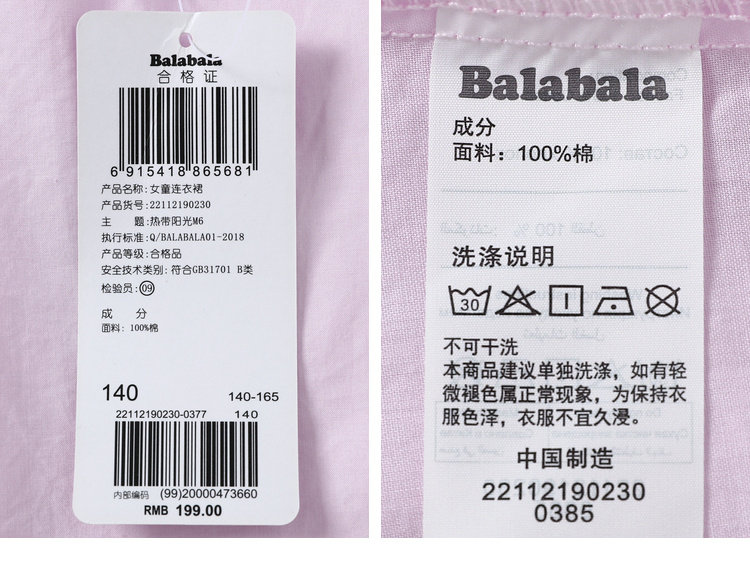 Balabala
合格证
6 915418 865681
产品名称:女童连衣裙
产品货号:22112190230
主 题:热带阳光M6
执行标准:Q/BALABALA01-2018
产品等级:合格品
安全技术类别: 符合GB31701 B类
检验员:09
成 分
面料: 100%棉
140 140-165
22112190230-0377 140
内部编码 (99)20000473660
RMB 199.00
Balabala
成分
面料：100%棉
洗涤说明
30
不可干洗
本商品建议单独洗涤，如有轻
微褪色属正常现象，为保持衣
服色泽，衣服不宜久浸。
中国制造
22112190230
0385